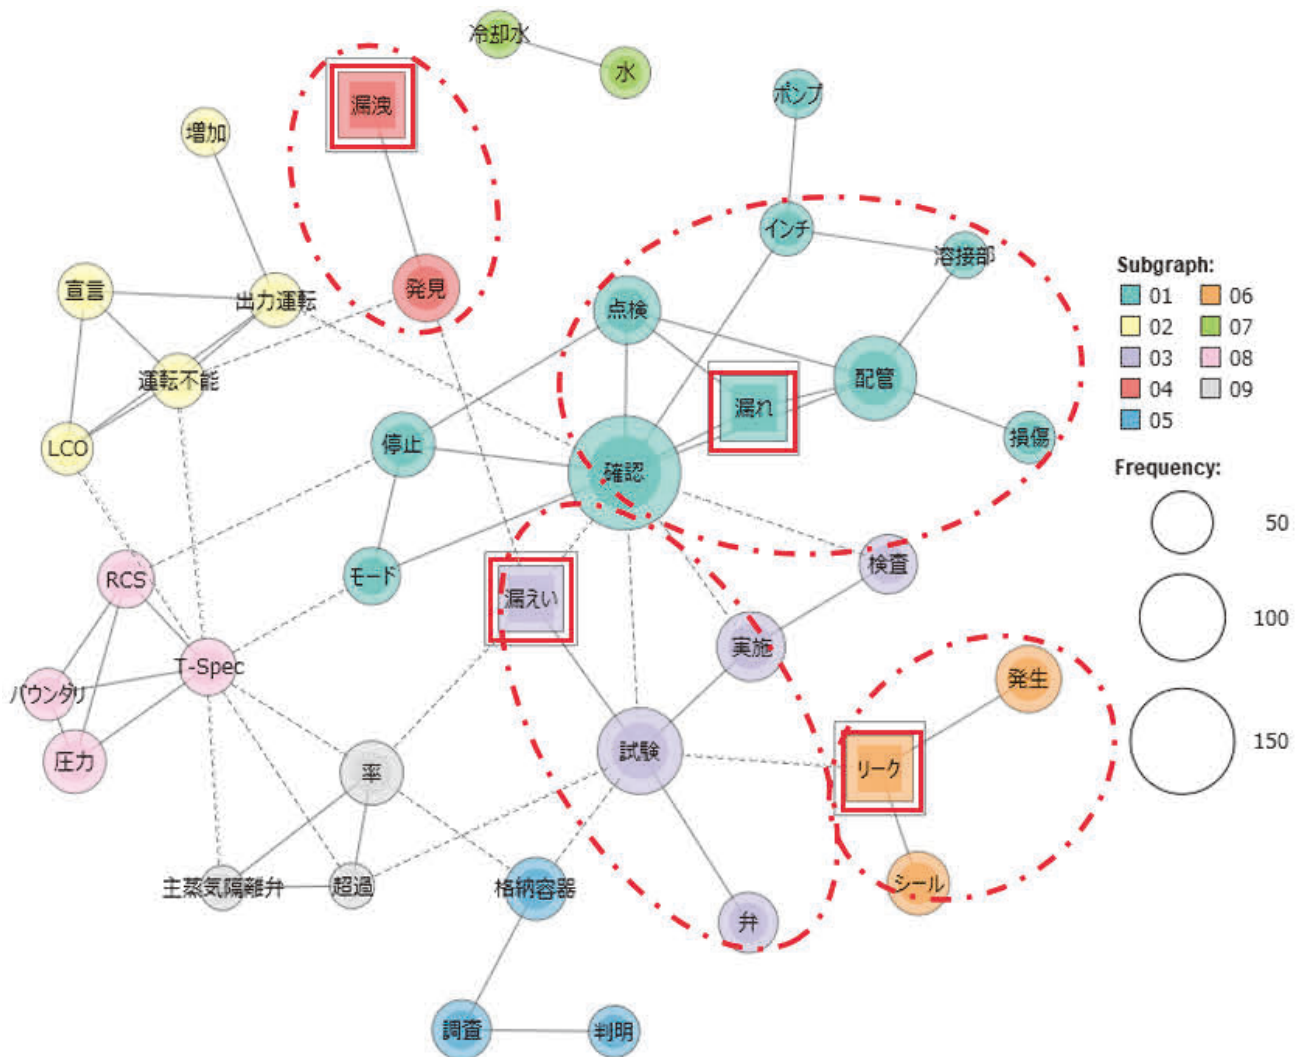 冷却水
水
漏洩
ポンプ
増加
インチ
溶接部
宣言
出力運転
発見
点検
運転不能
漏れ
配管
LCO
停止
確認
損傷
RCS
モード
漏えい
検査
実施
T-Spec
バウンダリ
圧力
発生
試験
率
リーク
主蒸気隔離弁
超過
格納容器
シール
弁
調査
判明
Subgraph:
01 06
02 07
03 08
04 09
05
Frequency:
50
100
150